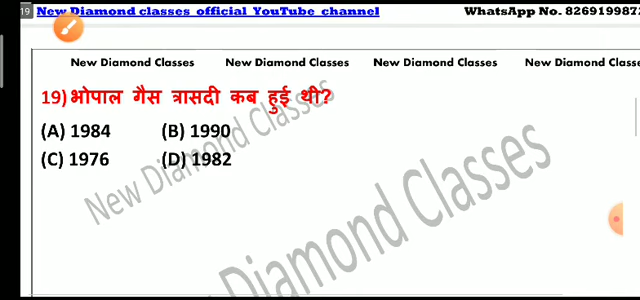 19 New Diamond classes official YouTube channel WhatsApp No. 826919987
New Diamond Classes New Diamond Classes New Diamond Classes New Diamond Classe
19) भोपाल गैस त्रासदी कब हुई थी?
(A) 1984 (B) 1990
(C) 1976 (D) 1982
New Diamond Classes
Diamond Classes